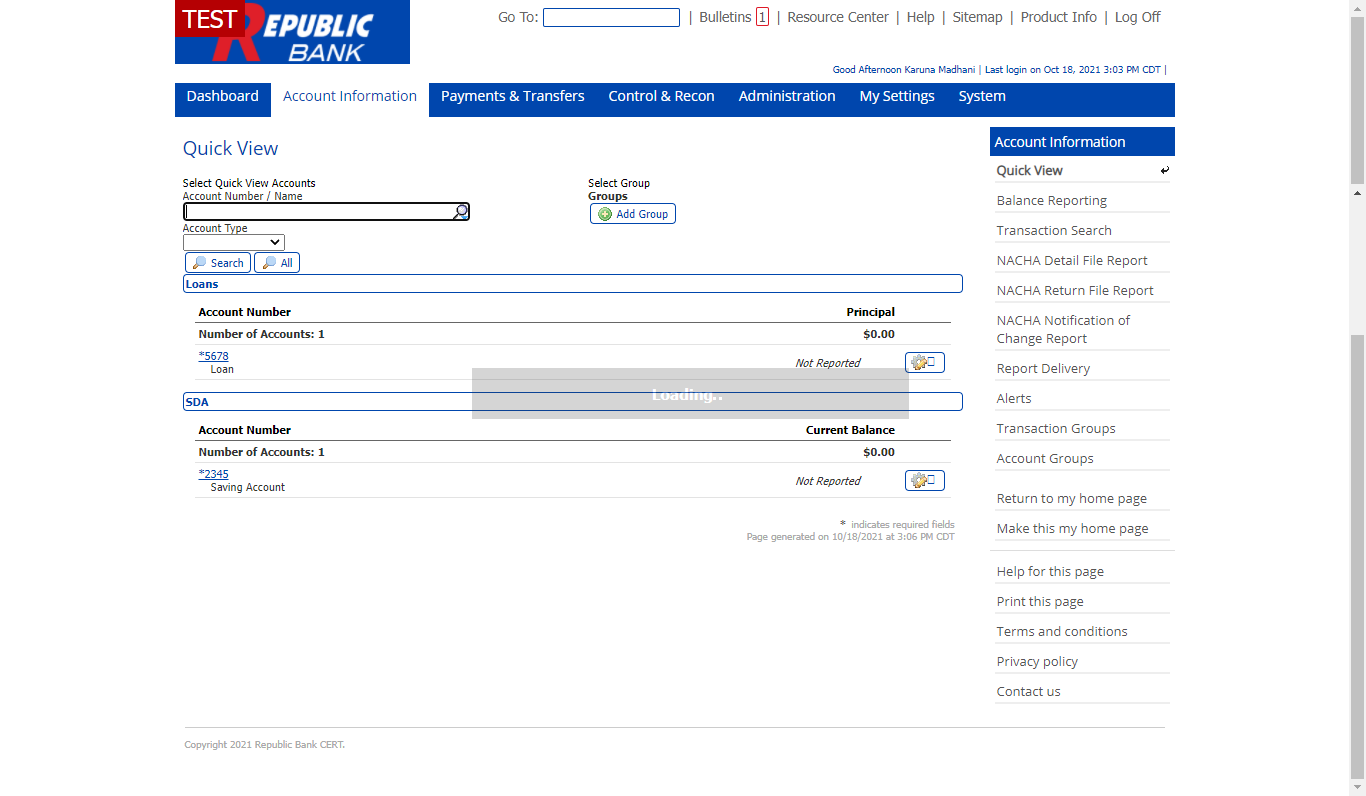 TEST
REPUBLIC
BANK
Go To: | Bulletins 1 | Resource Center | Help | Sitemap | Product Info | Log Off
Good Afternoon Karuna Madhani | Last login on Oct 18, 2021 3:03 PM CDT |
Dashboard Account Information Payments & Transfers Control & Recon Administration My Settings System
Quick View
Select Quick View Accounts
Account Number / Name
Account Type
Search All
Select Group
Groups
Add Group
Loans
Account Number Principal
Number of Accounts: 1 $0.00
*5678
Loan
Not Reported
Loading..
SDA
Account Number Current Balance
Number of Accounts: 1 $0.00
*2345
Saving Account
Not Reported
* indicates required fields
Page generated on 10/18/2021 at 3:06 PM CDT
Account Information
Quick View
Balance Reporting
Transaction Search
NACHA Detail File Report
NACHA Return File Report
NACHA Notification of
Change Report
Report Delivery
Alerts
Transaction Groups
Account Groups
Return to my home page
Make this my home page
Help for this page
Print this page
Terms and conditions
Privacy policy
Contact us
Copyright 2021 Republic Bank CERT.